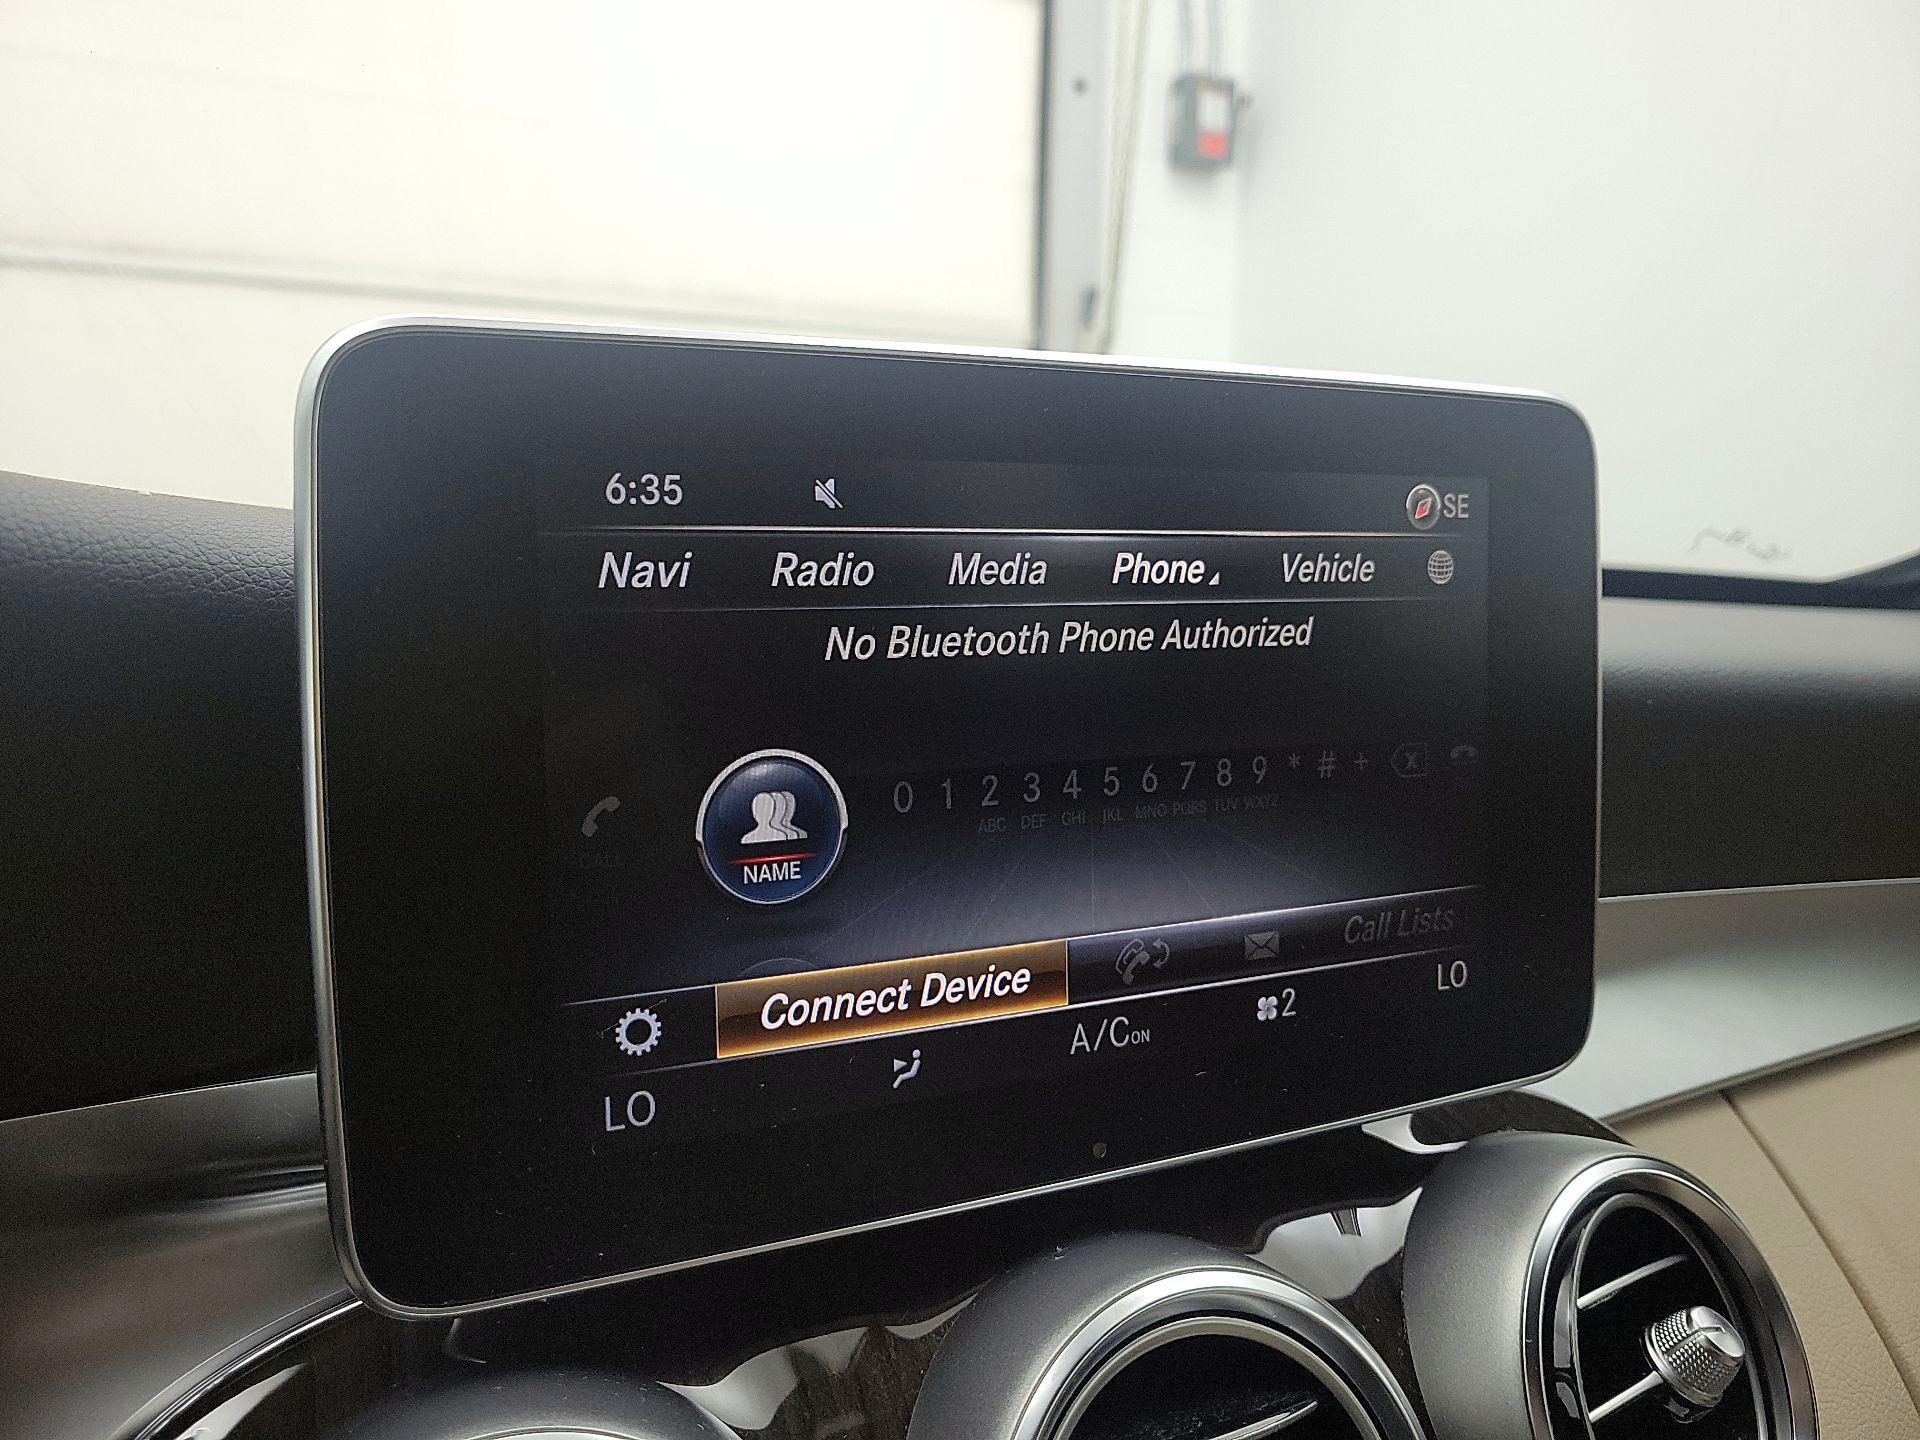 6:35 SE
Navi Radio Media Phone Vehicle
No Bluetooth Phone Authorized
0 1 2 3 4 5 6 7 8 9 * # +
ABC DEF GHI JKL MNO PQRS TUV WXYZ
CALL
NAME
Connect Device Call Lists
LO A/C ON 2 LO